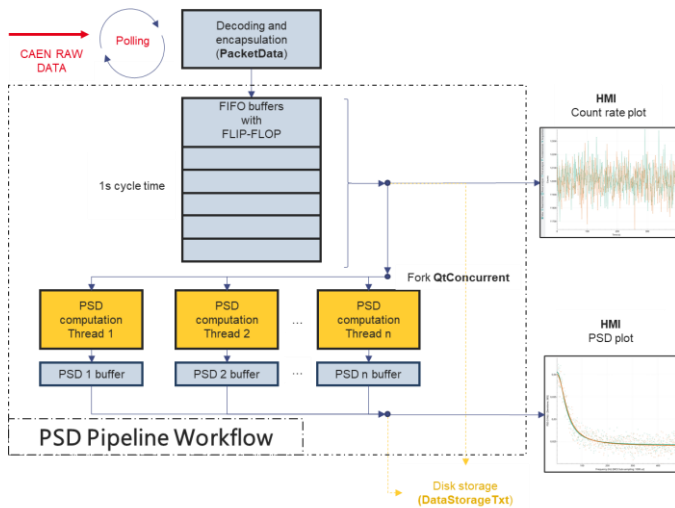 CAEN RAW
DATA
Polling
Decoding and
encapsulation
(PacketData)
FIFO buffers
with
FLIP-FLOP
1s cycle time
HMI
Count rate plot
Fork QtConcurrent
PSD
computation
Thread 1
PSD
computation
Thread 2
...
PSD
computation
Thread n
PSD 1 buffer
PSD 2 buffer
...
PSD n buffer
HMI
PSD plot
PSD Pipeline Workflow
Disk storage
(DataStorageTxt)